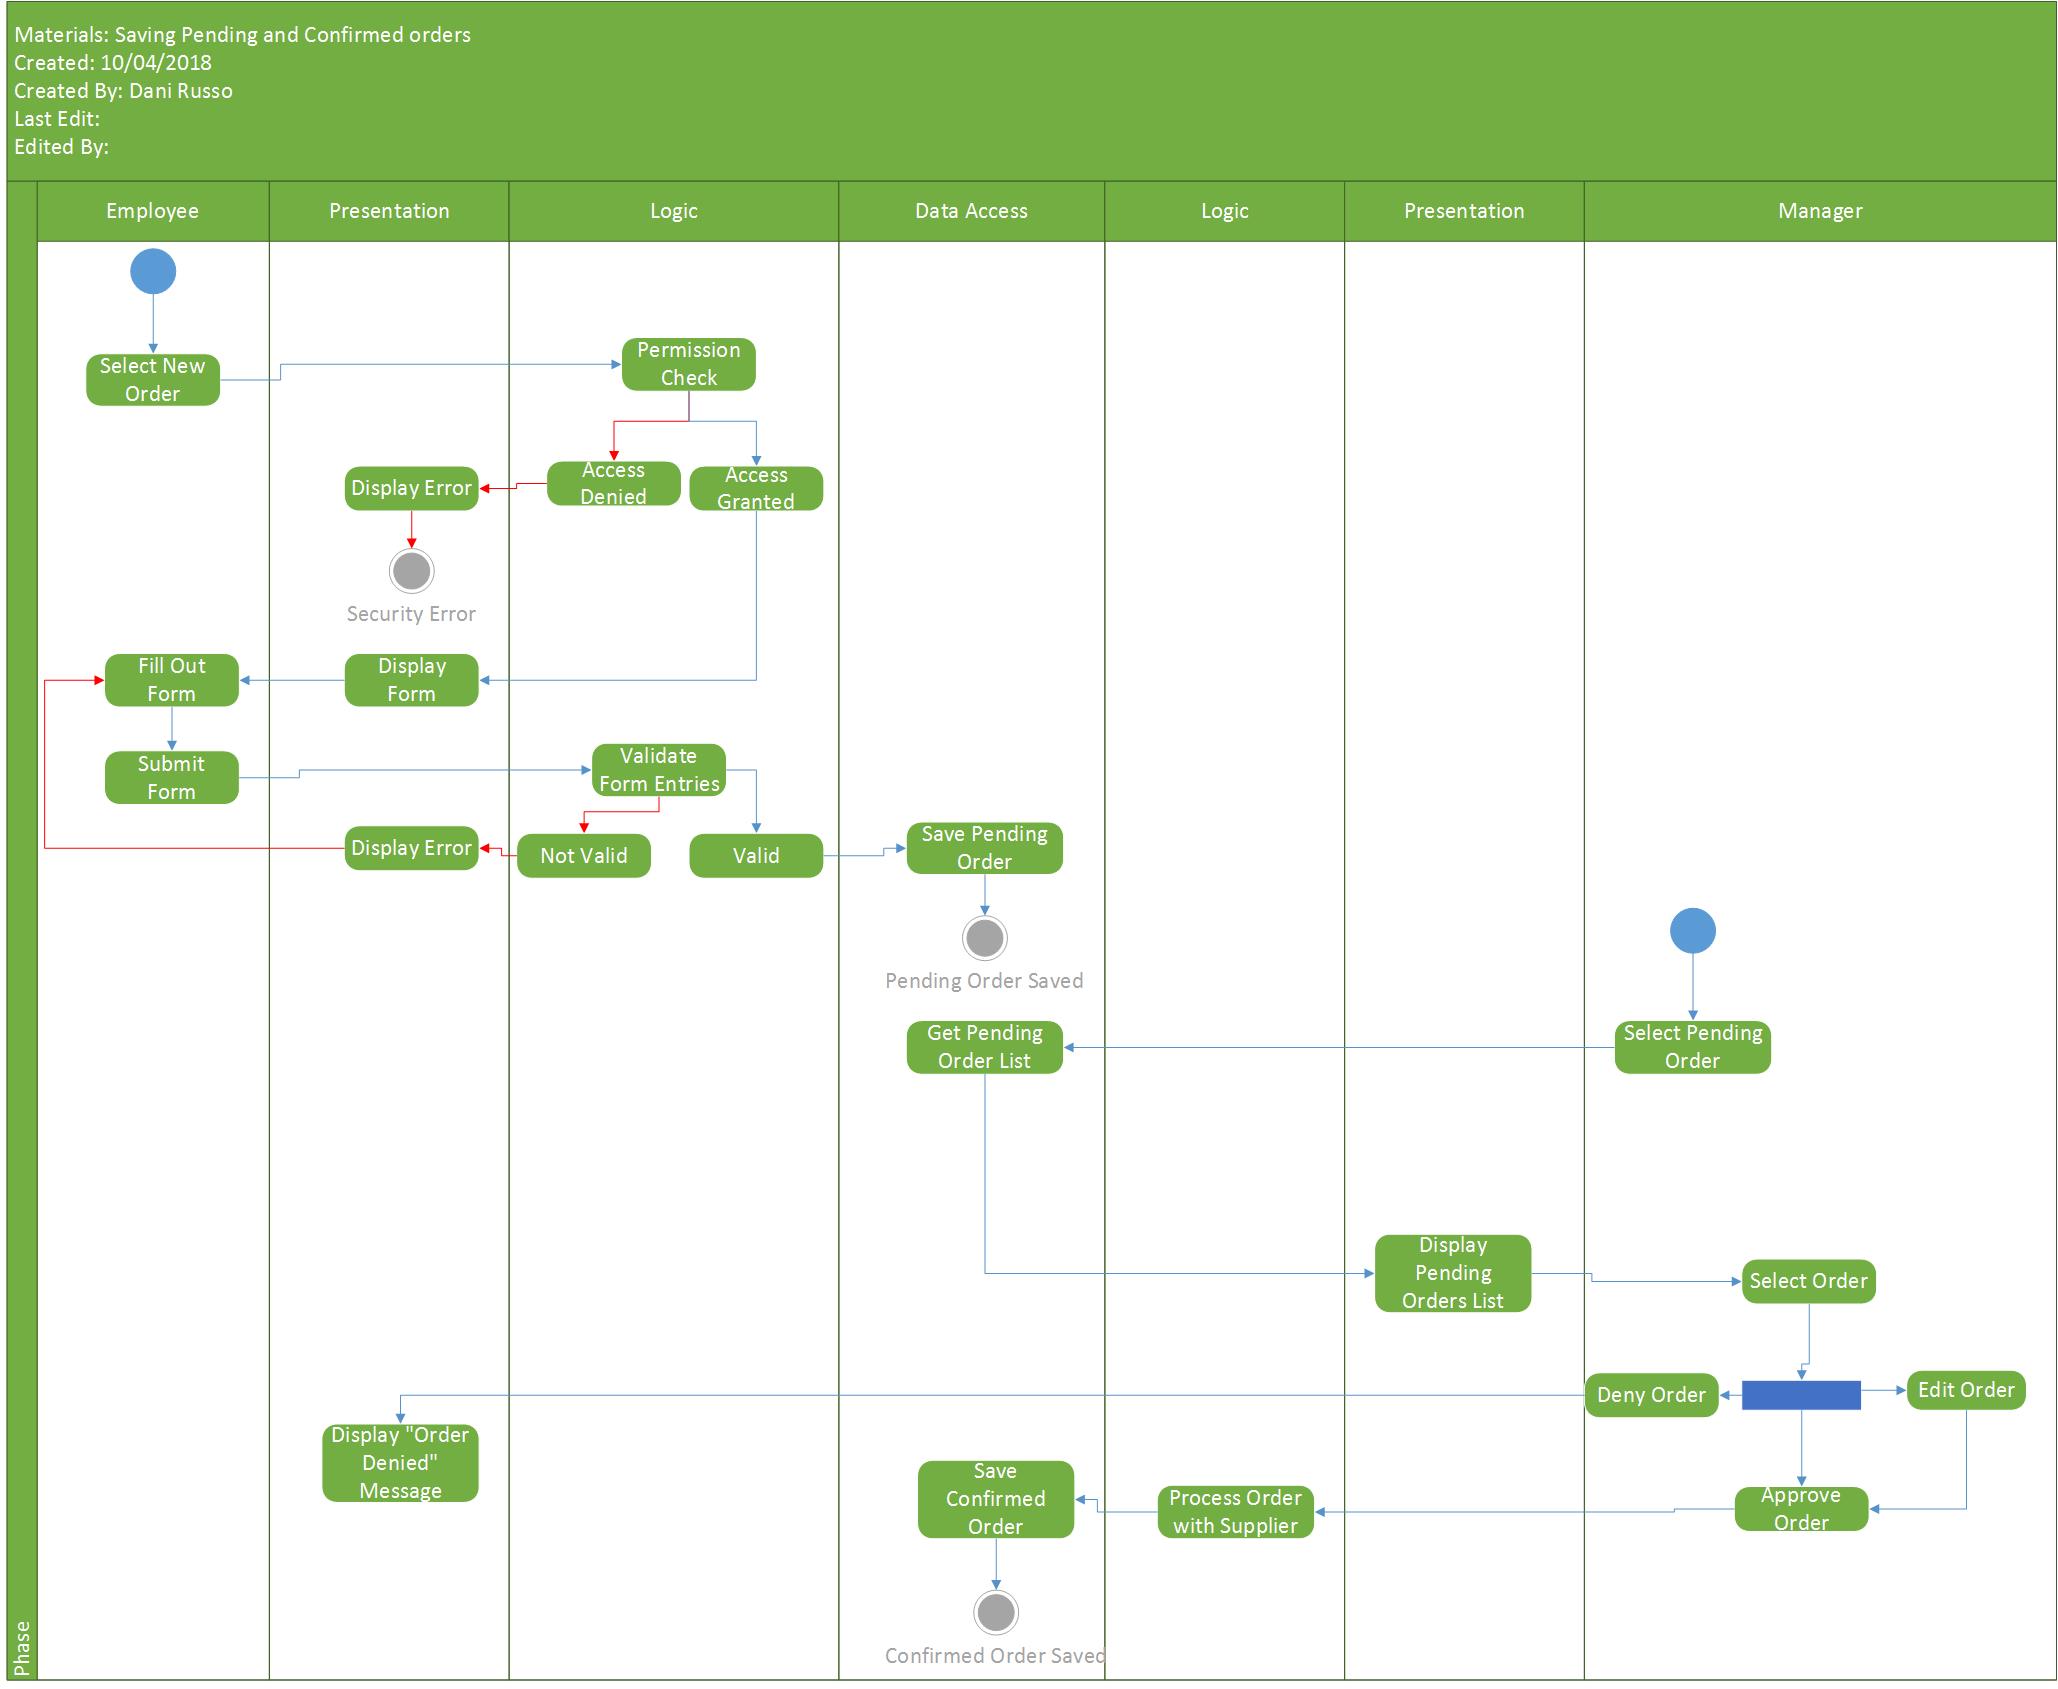 Materials: Saving Pending and Confirmed orders
Created: 10/04/2018
Created By: Dani Russo
Last Edit:
Edited By:
Employee
Presentation
Logic
Data Access
Logic
Presentation
Manager
Select New
Order
Permission
Check
Display Error
Access
Denied
Access
Granted
Security Error
Fill Out
Form
Display
Form
Submit
Form
Validate
Form Entries
Display Error
Not Valid
Valid
Save Pending
Order
Pending Order Saved
Get Pending
Order List
Select Pending
Order
Display
Pending
Orders List
Select Order
Deny Order
Edit Order
Display "Order
Denied"
Message
Save
Confirmed
Order
Process Order
with Supplier
Approve
Order
Confirmed Order Saved
Phase